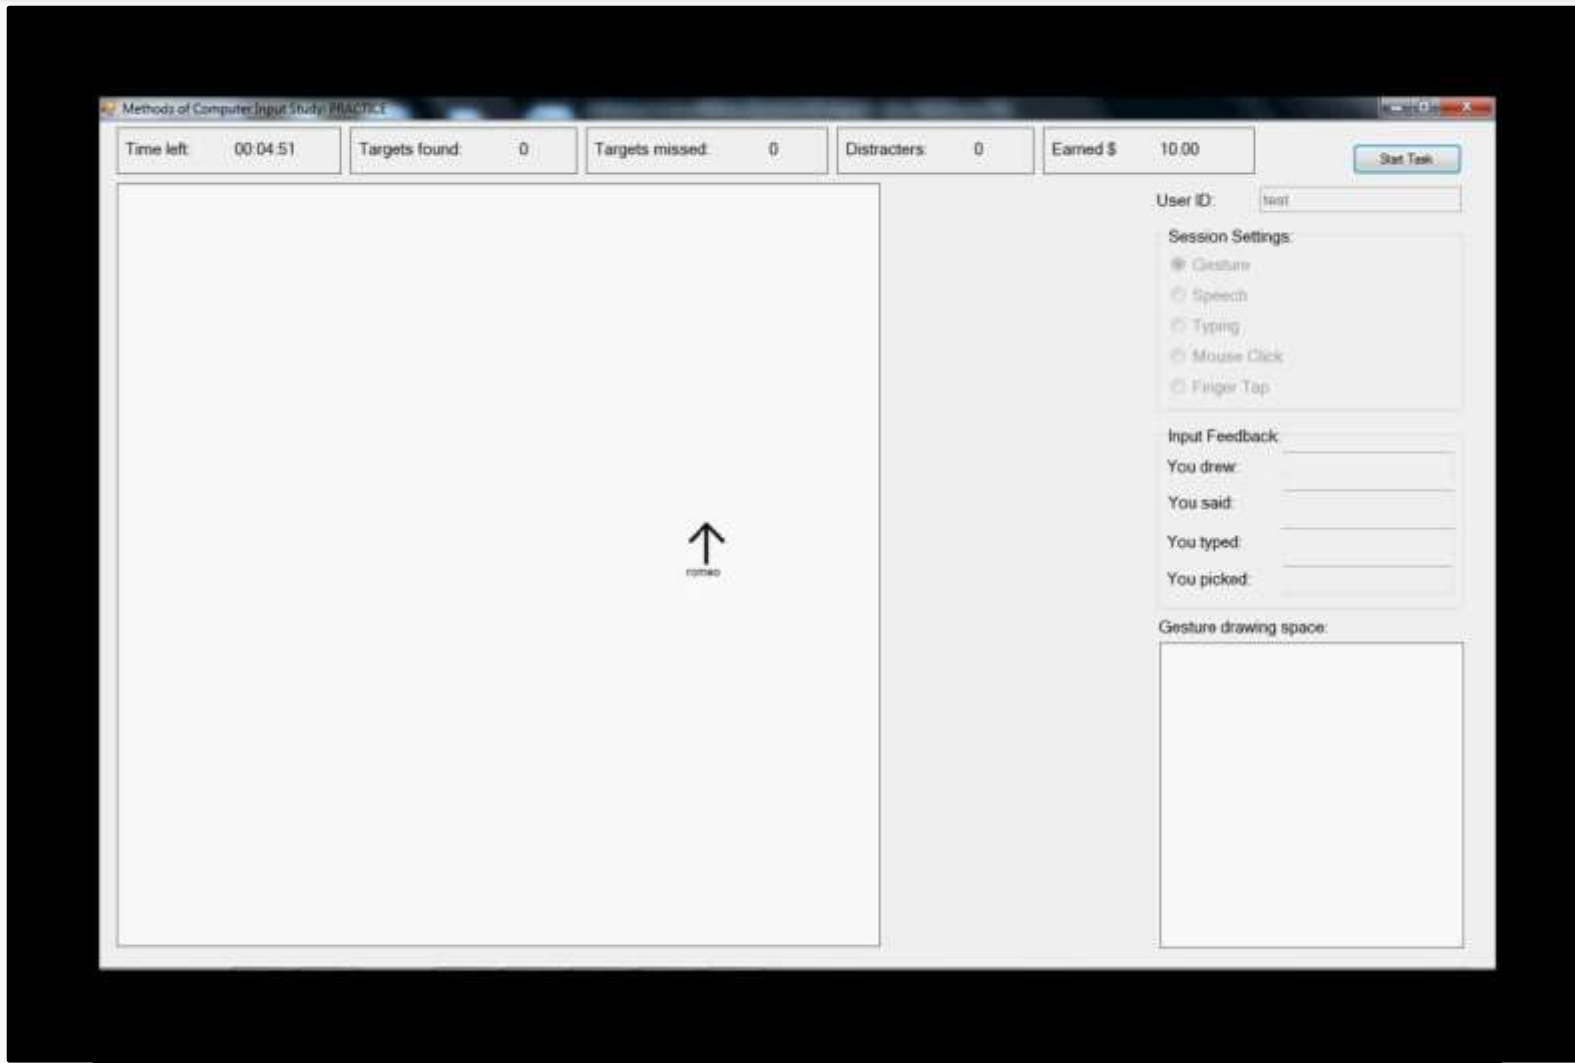 Methods of Computer Input Study: PRACTICE
Time left: 00:04:51 Targets found: 0 Targets missed: 0 Distracters: 0 Earned $ 10.00
Start Task
User ID: test
Session Settings:
Gesture
Speech
Typing
Mouse Click
Finger Tap
Input Feedback:
You drew:
You said:
You typed:
You picked:
romeo
Gesture drawing space: